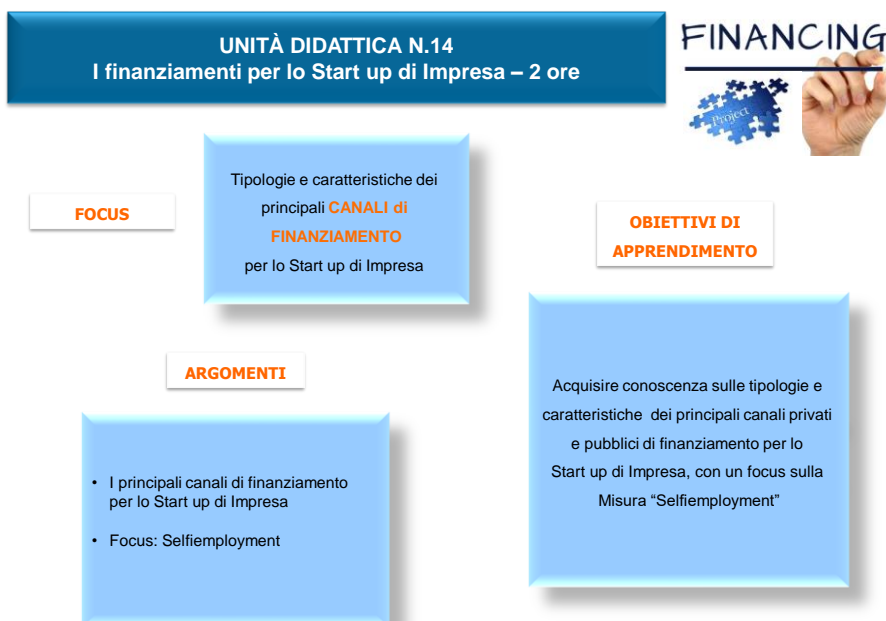 UNITÀ DIDATTICA N.14
I finanziamenti per lo Start up di Impresa – 2 ore
FINANCING
Project
FOCUS
Tipologie e caratteristiche dei
principali CANALI di
FINANZIAMENTO
per lo Start up di Impresa
OBIETTIVI DI
APPRENDIMENTO
ARGOMENTI
• I principali canali di finanziamento
per lo Start up di Impresa
• Focus: Selfiemployment
Acquisire conoscenza sulle tipologie e
caratteristiche dei principali canali privati
e pubblici di finanziamento per lo
Start up di Impresa, con un focus sulla
Misura “Selfiemployment”